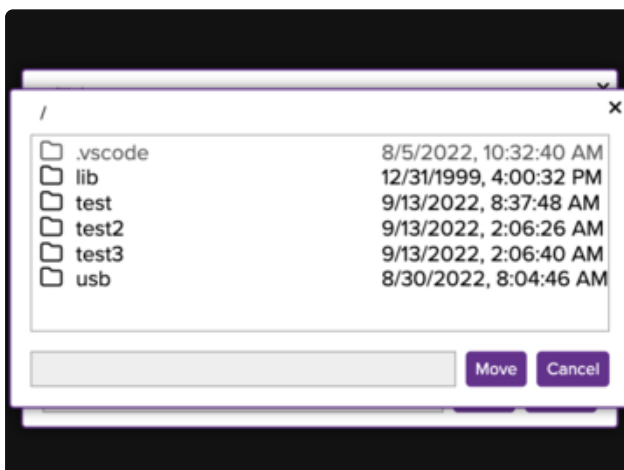 /
.vscode 8/5/2022, 10:32:40 AM
lib 12/31/1999, 4:00:32 PM
test 9/13/2022, 8:37:48 AM
test2 9/13/2022, 2:06:26 AM
test3 9/13/2022, 2:06:40 AM
usb 8/30/2022, 8:04:46 AM
Move Cancel